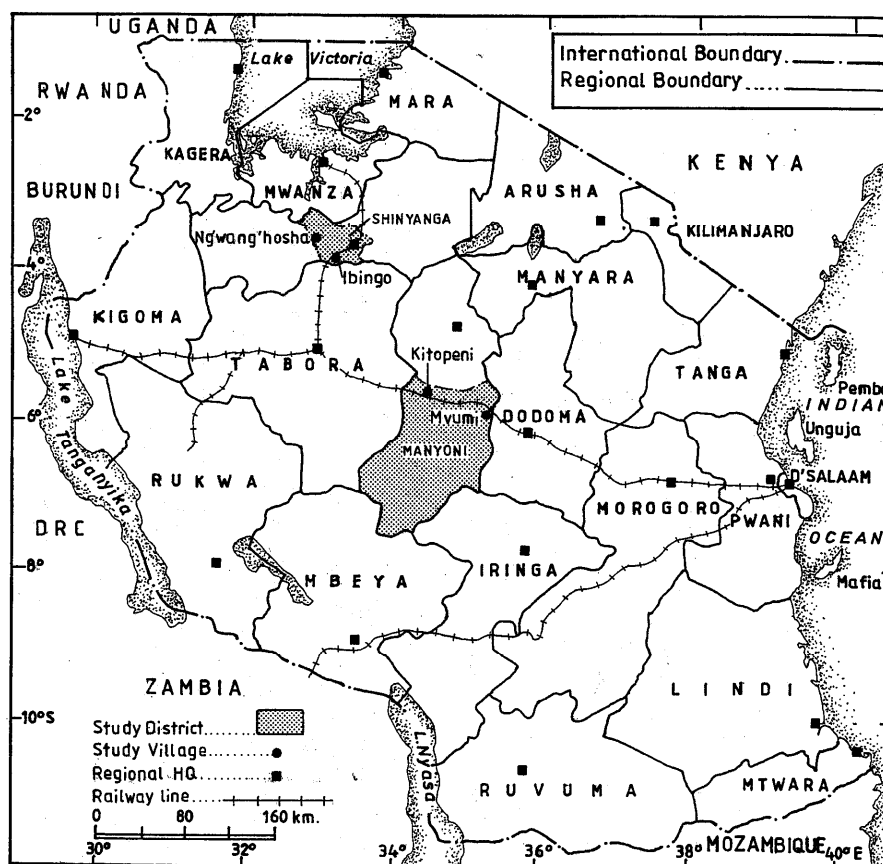 UGANDA
International Boundary
Regional Boundary
Lake Victoria
RWANDA
MARA
2°
KAGERA
KENYA
BURUNDI
MWANZA
ARUSHA
SHINYANGA
Ng'wang'hosha
KILIMANJARO
4°
Ibingo
MANYARA
KIGOMA
Kitopeni
TABORA
TANGA
Pemba
Lake Tanganyika
6°
Mvumi
DODOMA
INDIAN
Unguja
MANYONI
RUKWA
D'SALAAM
MOROGORO
PWANI
DRC
OCEAN
8°
MBEYA
IRINGA
Mafia
ZAMBIA
LINDI
10°S
Study District
Study Village
Regional HQ
Railway line
L.Nyasa
RUVUMA
MTWARA
0 80 160 km.
30° 32° 34° 36° 38° MOZAMBIQUE 40°E